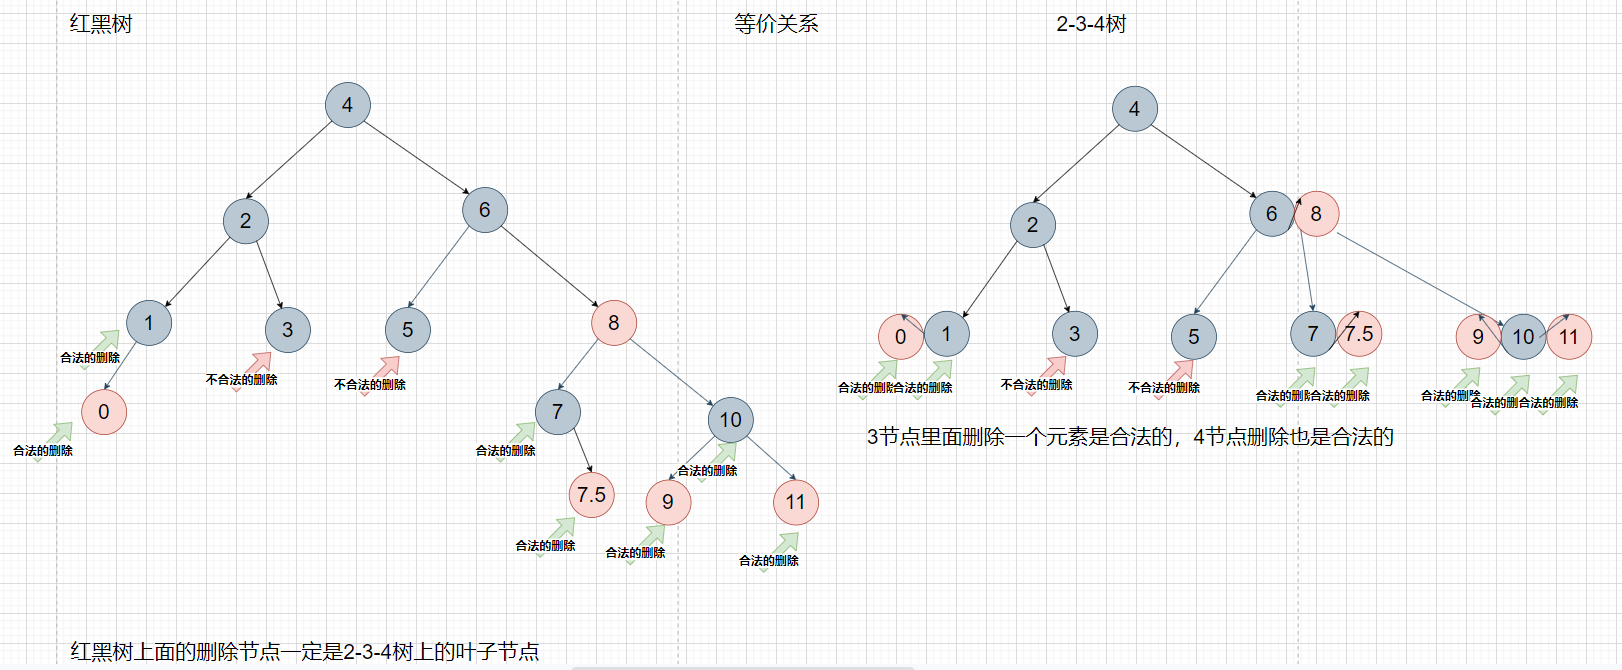 红黑树
等价关系
2-3-4树
4
2
6
1
3
5
8
合法的删除
不合法的删除
不合法的删除
0
7
10
合法的删除
合法的删除
合法的删除
7.5
9
11
合法的删除
合法的删除
合法的删除
红黑树上面的删除节点一定是2-3-4树上的叶子节点
4
2
6
8
0
1
3
5
7
7.5
9
10
11
合法的删除
合法的删除
不合法的删除
不合法的删除
合法的删除
合法的删除
合法的删除
合法的删除
合法的删除
3节点里面删除一个元素是合法的，4节点删除也是合法的